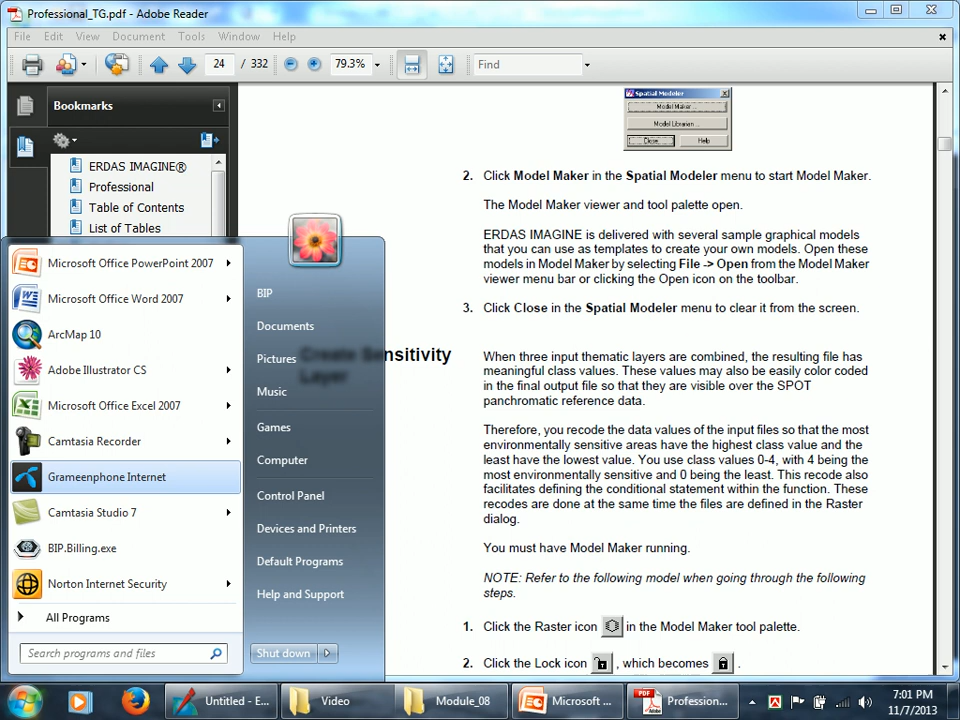 Professional_TG.pdf - Adobe Reader
File Edit View Document Tools Window Help
24 / 332 79.3% Find
Bookmarks
ERDAS IMAGINE®
Professional
Table of Contents
List of Tables
Spatial Modeler
Model Maker ...
Model Librarian ...
Close Help
2. Click Model Maker in the Spatial Modeler menu to start Model Maker.
The Model Maker viewer and tool palette open.
ERDAS IMAGINE is delivered with several sample graphical models
that you can use as templates to create your own models. Open these
models in Model Maker by selecting File -> Open from the Model Maker
viewer menu bar or clicking the Open icon on the toolbar.
3. Click Close in the Spatial Modeler menu to clear it from the screen.
Create Sensitivity
Layer
When three input thematic layers are combined, the resulting file has
meaningful class values. These values may also be easily color coded
in the final output file so that they are visible over the SPOT
panchromatic reference data.
Therefore, you recode the data values of the input files so that the most
environmentally sensitive areas have the highest class value and the
least have the lowest value. You use class values 0-4, with 4 being the
most environmentally sensitive and 0 being the least. This recode also
facilitates defining the conditional statement within the function. These
recodes are done at the same time the files are defined in the Raster
dialog.
You must have Model Maker running.
NOTE: Refer to the following model when going through the following
steps.
1. Click the Raster icon in the Model Maker tool palette.
2. Click the Lock icon , which becomes .
Microsoft Office PowerPoint 2007
Microsoft Office Word 2007
ArcMap 10
Adobe Illustrator CS
Microsoft Office Excel 2007
Camtasia Recorder
Grameenphone Internet
Camtasia Studio 7
BIP.Billing.exe
Norton Internet Security
All Programs
Search programs and files
BIP
Documents
Pictures
Music
Games
Computer
Control Panel
Devices and Printers
Default Programs
Help and Support
Shut down
Untitled - E...
Video
Module_08
Microsoft ...
PDF
Profession...
7:01 PM
11/7/2013